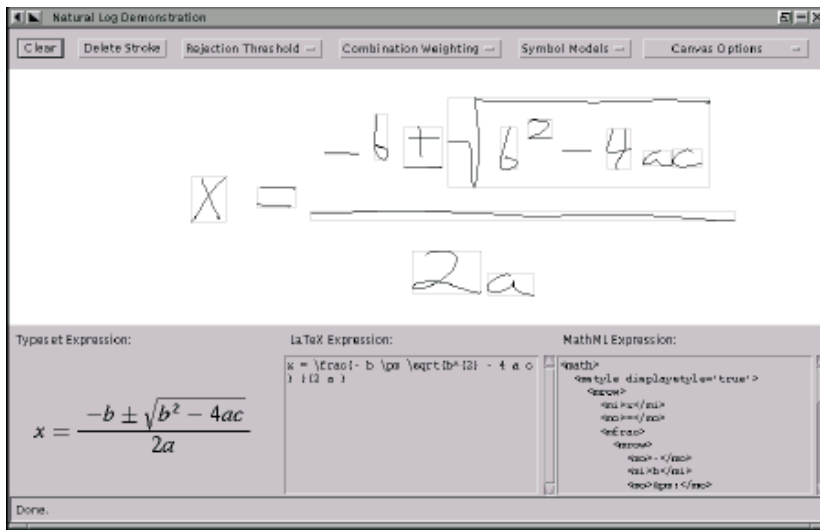 Natural Log Demonstration
Clear Delete Stroke Rejection Threshold Combination Weighting Symbol Models Canvas Options
x = (-b ± √(b² - 4ac)) / 2a
Typeset Expression:
x = (-b ± √(b² - 4ac)) / 2a
LaTeX Expression:
x = \frac{- b \pm \sqrt{b^{2} - 4 a c
} }{2 a }
MathML Expression:
<math>
<mstyle displaystyle='true'>
<mrow>
<mi>x</mi>
<mo>=</mo>
<mfrac>
<mrow>
<mo>-</mo>
<mi>b</mi>
<mo>&pm;</mo>
Done.